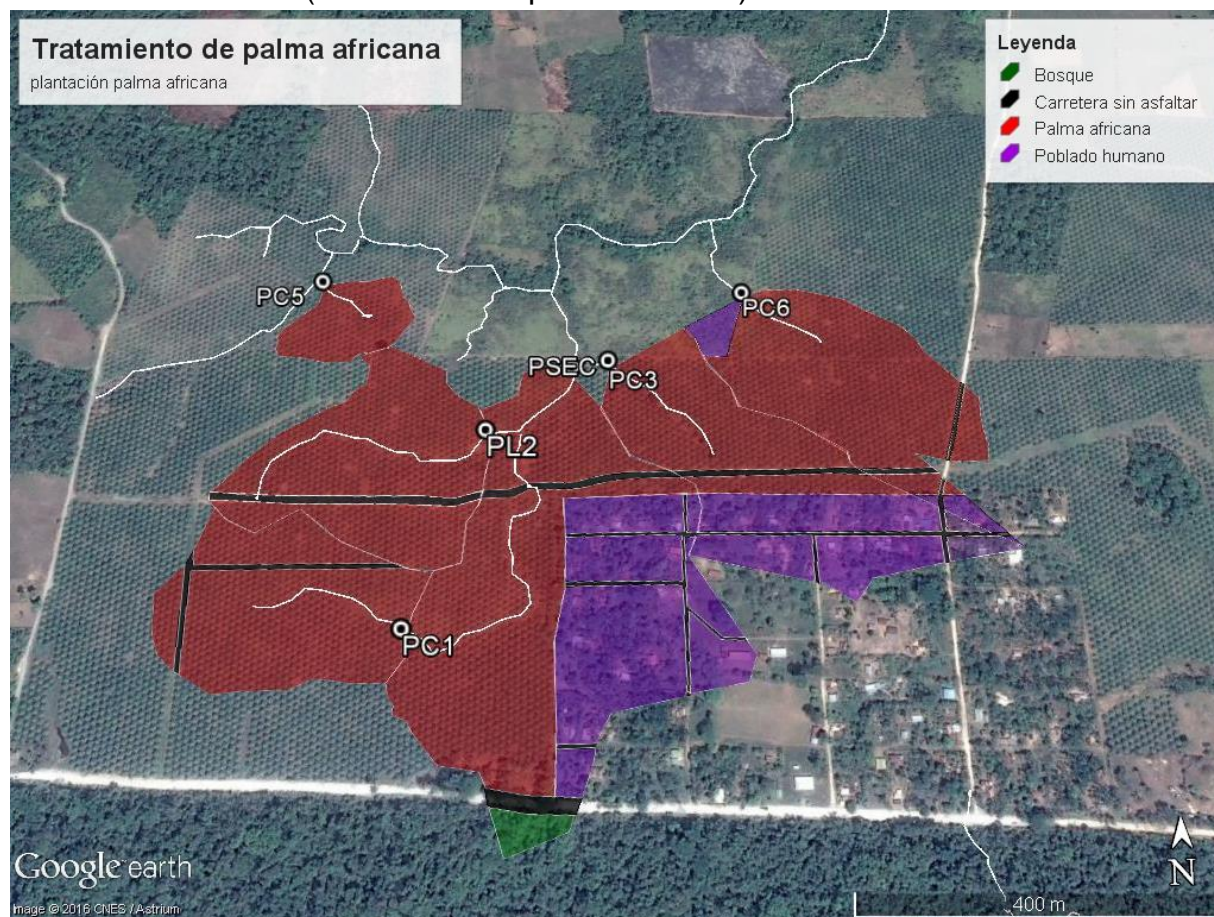 Tratamiento de palma africana
plantación palma africana
Leyenda
Bosque
Carretera sin asfaltar
Palma africana
Poblado humano
PC5
PC6
PSEC
PC3
PL2
PC1
Google earth
Image © 2016 CNES / Astrium
400 m
N